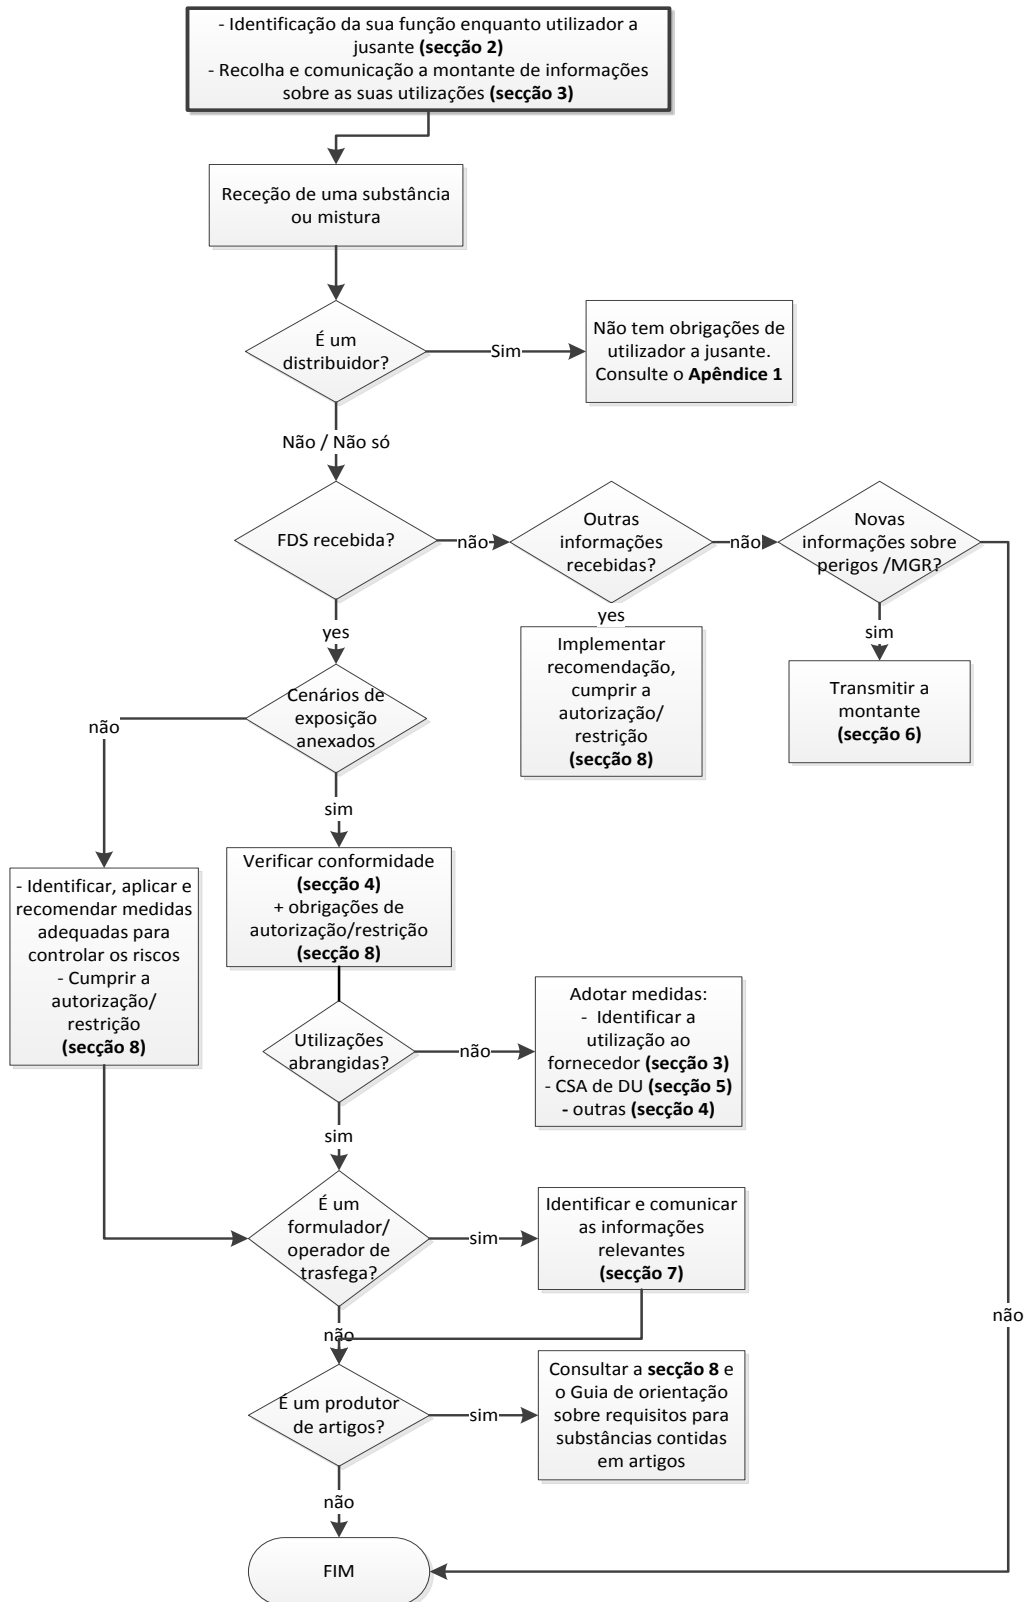 - Identificação da sua função enquanto utilizador a
jusante (secção 2)
- Recolha e comunicação a montante de informações
sobre as suas utilizações (secção 3)
Receção de uma substância
ou mistura
É um
distribuidor?
Sim
Não tem obrigações de
utilizador a jusante.
Consulte o Apêndice 1
Não / Não só
FDS recebida?
não
Outras
informações
recebidas?
não
Novas
informações sobre
perigos /MGR?
yes
yes
sim
Implementar
recomendação,
cumprir a
autorização/
restrição
(secção 8)
Transmitir a
montante
(secção 6)
Cenários de
exposição
anexados
não
sim
- Identificar, aplicar e
recomendar medidas
adequadas para
controlar os riscos
- Cumprir a
autorização/
restrição
(secção 8)
Verificar conformidade
(secção 4)
+ obrigações de
autorização/restrição
(secção 8)
Utilizações
abrangidas?
não
Adotar medidas:
- Identificar a
utilização ao
fornecedor (secção 3)
- CSA de DU (secção 5)
- outras (secção 4)
sim
É um
formulador/
operador de
trasfega?
sim
Identificar e comunicar
as informações
relevantes
(secção 7)
não
não
É um produtor
de artigos?
sim
Consultar a secção 8 e
o Guia de orientação
sobre requisitos para
substâncias contidas
em artigos
não
FIM